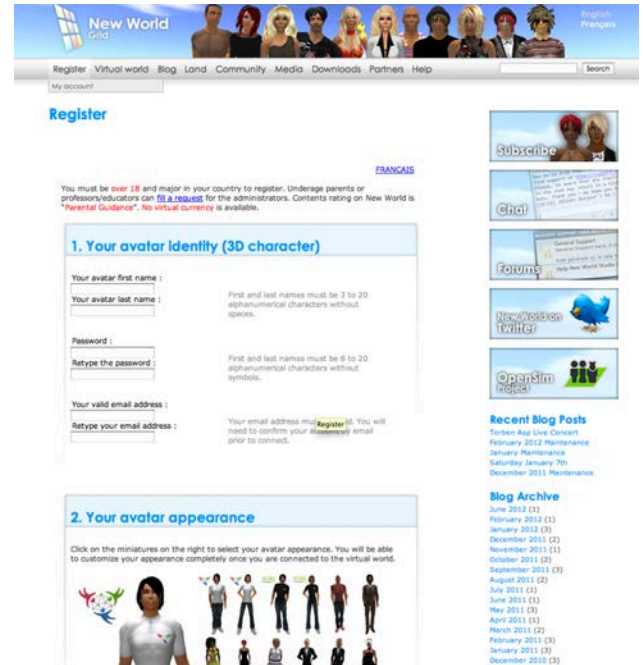 New World
Grid
English
Français
Register Virtual world Blog Land Community Media Downloads Partners Help
Search
My account
Register
FRANCAIS
You must be over 18 and major in your country to register. Underage parents or
professors/educators can fill a request for the administrators. Contents rating on New World is
"Parental Guidance". No virtual currency is available.
1. Your avatar identity (3D character)
Your avatar first name :
Your avatar last name :
First and last names must be 3 to 20
alphanumerical characters without
spaces.
Password :
Retype the password :
First and last names must be 8 to 20
alphanumerical characters without
symbols.
Your valid email address :
Retype your email address :
Your email address must You will
Register
need to confirm your email
prior to connect.
2. Your avatar appearance
Click on the miniatures on the right to select your avatar appearance. You will be able
to customize your appearance completely once you are connected to the virtual world.
Subscribe
Chat
General Support
Forums
Help New World Studio
New World on
Twitter
OpenSim
Project
Recent Blog Posts
Torben Asp Live Concert
February 2012 Maintenance
January Maintenance
Saturday January 7th
December 2011 Maintenance
Blog Archive
June 2012 (1)
February 2012 (1)
January 2012 (3)
December 2011 (2)
November 2011 (1)
October 2011 (2)
September 2011 (3)
August 2011 (2)
July 2011 (1)
June 2011 (1)
May 2011 (3)
April 2011 (1)
March 2011 (2)
February 2011 (3)
January 2011 (3)
December 2010 (3)